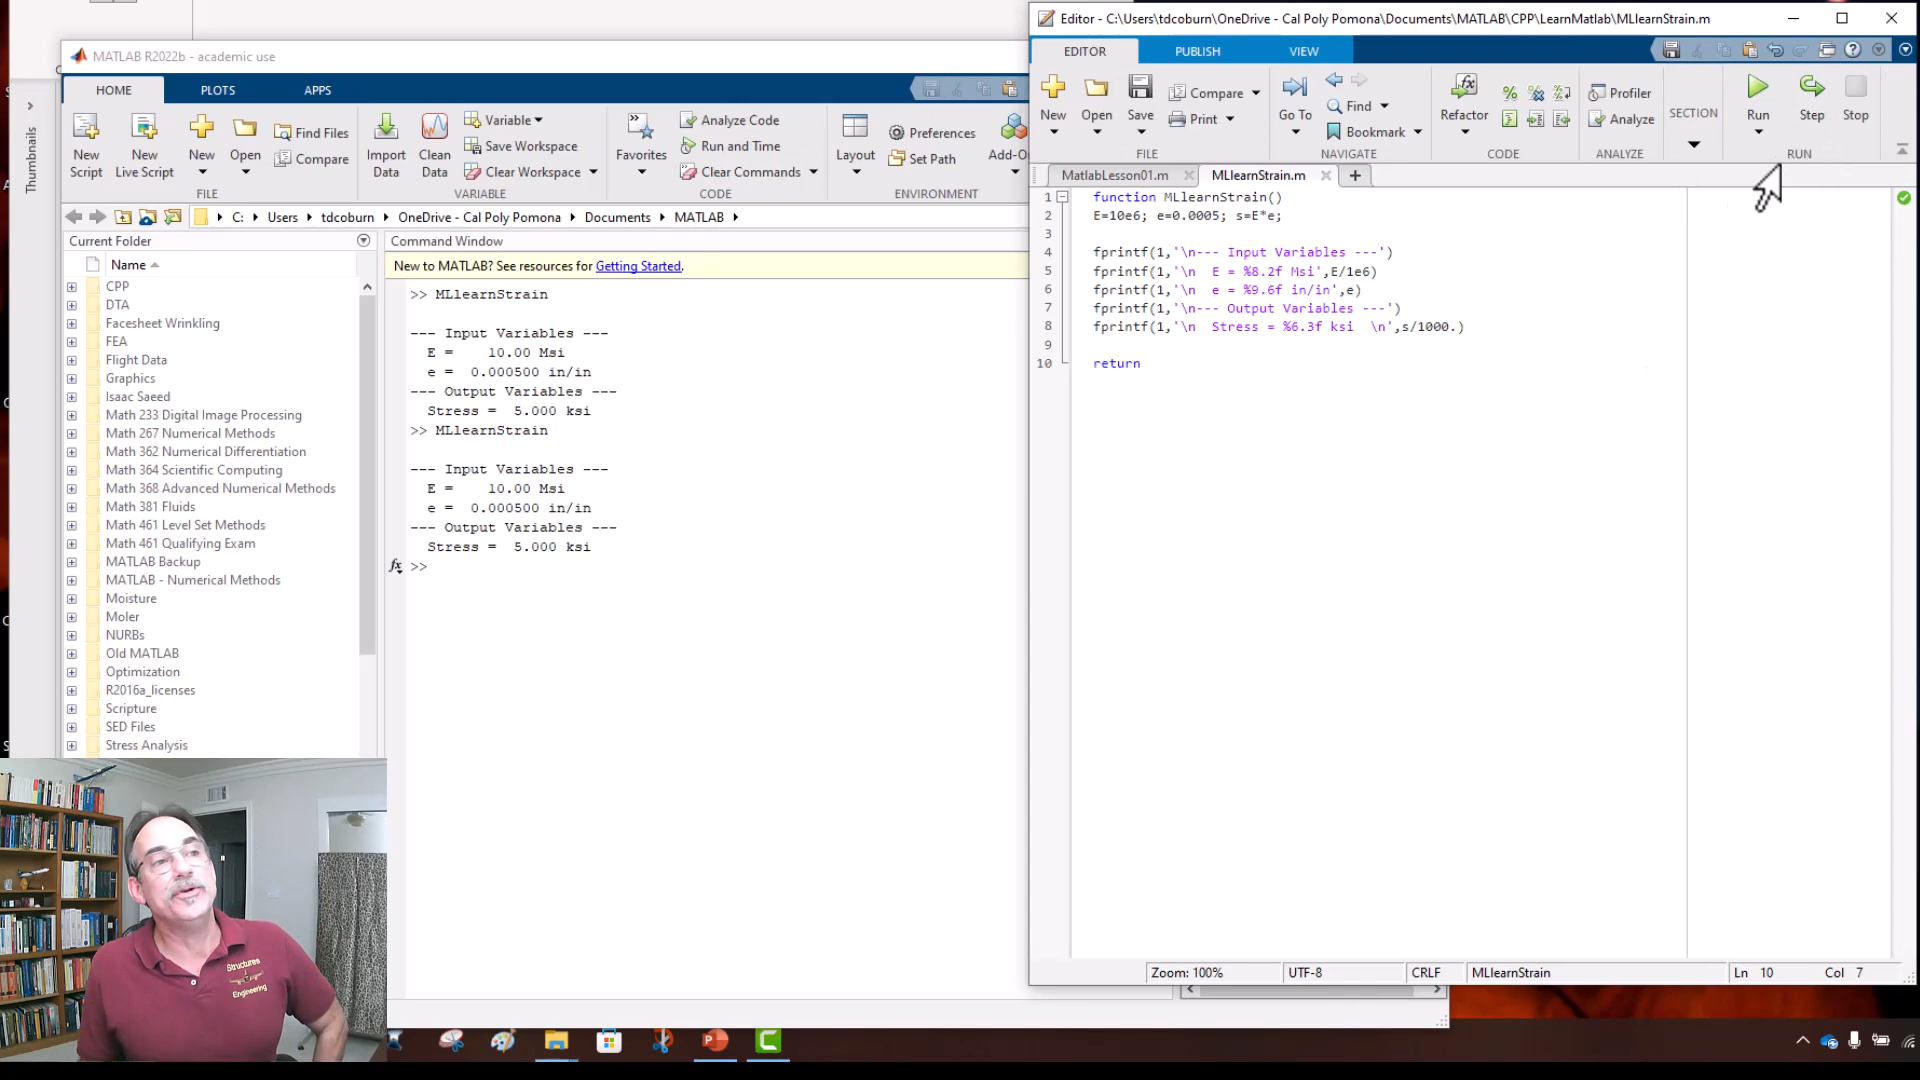 Editor - C:\Users\tdcoburn\OneDrive - Cal Poly Pomona\Documents\MATLAB\CPP\LearnMatlab\MLlearnStrain.m
EDITOR PUBLISH VIEW
New Open Save Compare Print
FILE
Go To Find Bookmark
NAVIGATE
Refactor
CODE
Profiler
Analyze
ANALYZE
SECTION
Run Step Stop
RUN
MatlabLesson01.m MLlearnStrain.m
1 function MLlearnStrain()
2 E=10e6; e=0.0005; s=E*e;
3
4 fprintf(1,'\n--- Input Variables ---')
5 fprintf(1,'\n  E = %8.2f Msi',E/1e6)
6 fprintf(1,'\n  e = %9.6f in/in',e)
7 fprintf(1,'\n--- Output Variables ---')
8 fprintf(1,'\n  Stress = %6.3f ksi  \n',s/1000.)
9
10 return
Zoom: 100% UTF-8 CRLF MLlearnStrain Ln 10 Col 7
Thumbnails
MATLAB R2022b - academic use
HOME PLOTS APPS
New Script
New Live Script
New
Open
Find Files
Compare
FILE
Import Data
Clean Data
Variable
Save Workspace
Clear Workspace
VARIABLE
Favorites
Analyze Code
Run and Time
Clear Commands
CODE
Layout
Preferences
Set Path
ENVIRONMENT
C: Users tdcoburn OneDrive - Cal Poly Pomona Documents MATLAB
Current Folder
Name
CPP
DTA
Facesheet Wrinkling
FEA
Flight Data
Graphics
Isaac Saeed
Math 233 Digital Image Processing
Math 267 Numerical Methods
Math 362 Numerical Differentiation
Math 364 Scientific Computing
Math 368 Advanced Numerical Methods
Math 381 Fluids
Math 461 Level Set Methods
Math 461 Qualifying Exam
MATLAB Backup
MATLAB - Numerical Methods
Moisture
Moler
NURBs
Old MATLAB
Optimization
R2016a_licenses
Scripture
SED Files
Stress Analysis
Command Window
New to MATLAB? See resources for Getting Started.
>> MLlearnStrain
--- Input Variables ---
E = 10.00 Msi
e = 0.000500 in/in
--- Output Variables ---
Stress = 5.000 ksi
>> MLlearnStrain
--- Input Variables ---
E = 10.00 Msi
e = 0.000500 in/in
--- Output Variables ---
Stress = 5.000 ksi
fx >>
Structures
Engineering